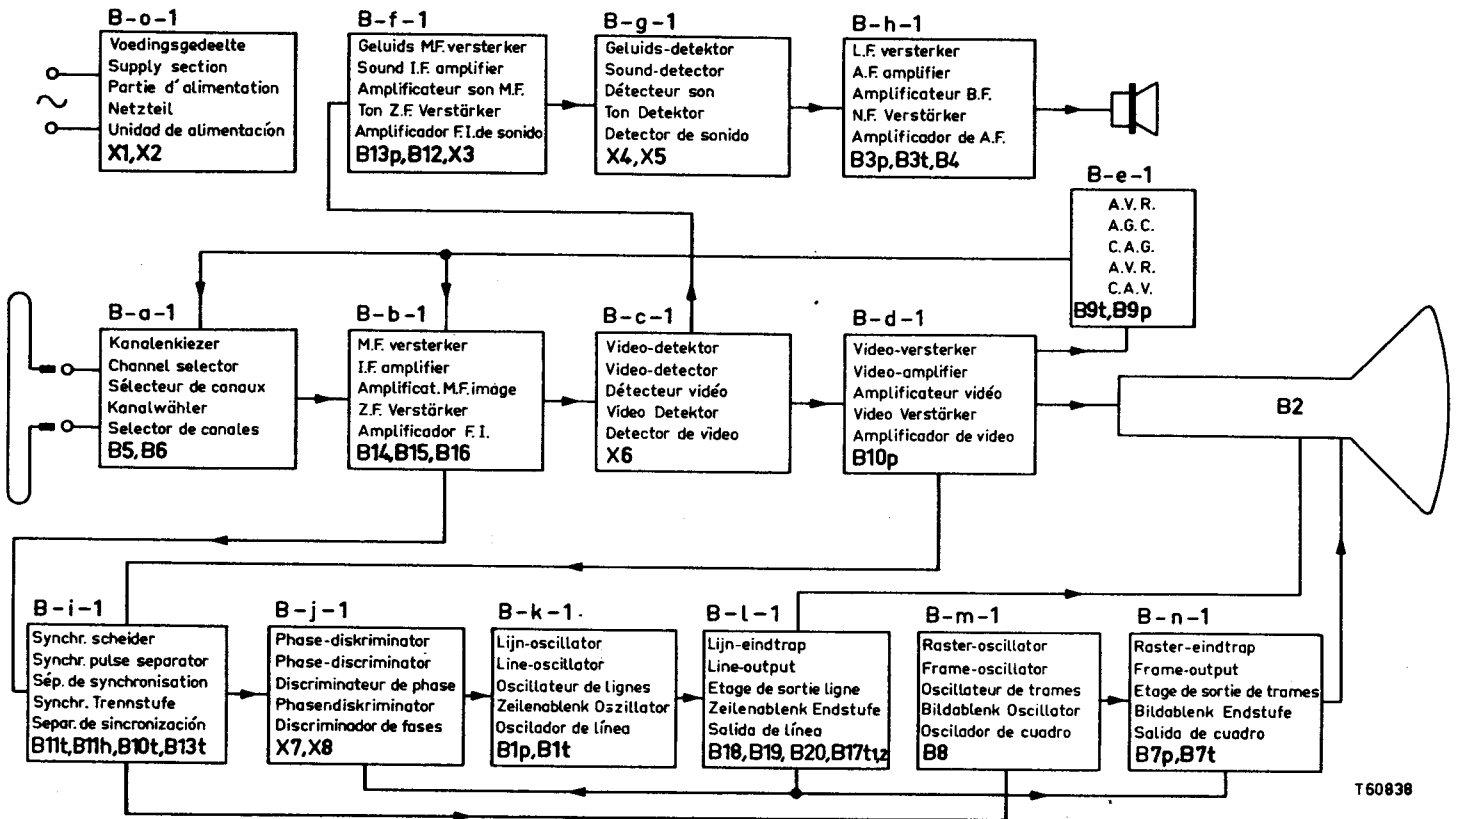 B-o-1
Voedingsgedeelte
Supply section
Partie d'alimentation
Netzteil
Unidad de alimentación
X1,X2
B-f-1
Geluids M.F. versterker
Sound I.F. amplifier
Amplificateur son M.F.
Ton Z.F. Verstärker
Amplificador F.I. de sonido
B13p,B12,X3
B-g-1
Geluids-detektor
Sound-detector
Détecteur son
Ton Detektor
Detector de sonido
X4,X5
B-h-1
L.F. versterker
A.F. amplifier
Amplificateur B.F.
N.F. Verstärker
Amplificador de A.F.
B3p,B3t,B4
B-e-1
A.V.R.
A.G.C.
C.A.G.
A.V.R.
C.A.V.
B9t,B9p
B-a-1
Kanalenkiezer
Channel selector
Sélecteur de canaux
Kanalwähler
Selector de canales
B5,B6
B-b-1
M.F. versterker
I.F. amplifier
Amplificat. M.F. image
Z.F. Verstärker
Amplificador F.I.
B14,B15,B16
B-c-1
Video-detektor
Video-detector
Détecteur vidéo
Video Detektor
Detector de video
X6
B-d-1
Video-versterker
Video-amplifier
Amplificateur vidéo
Video Verstärker
Amplificador de video
B10p
B2
B-i-1
Synchr. scheider
Synchr. pulse separator
Sép. de synchronisation
Synchr. Trennstufe
Separ. de sincronización
B11t,B11h,B10t,B13t
B-j-1
Phase-diskriminator
Phase-discriminator
Discriminateur de phase
Phasendiskriminator
Discriminador de fases
X7,X8
B-k-1
Lijn-oscillator
Line-oscillator
Oscillateur de lignes
Zeilenablenk Oszillator
Oscilador de línea
B1p,B1t
B-l-1
Lijn-eindtrap
Line-output
Etage de sortie ligne
Zeilenablenk Endstufe
Salida de línea
B18,B19,B20,B17t1,2
B-m-1
Raster-oscillator
Frame-oscillator
Oscillateur de trames
Bildablenk Oscillator
Oscilador de cuadro
B8
B-n-1
Raster-eindtrap
Frame-output
Etage de sortie de trames
Bildablenk Endstufe
Salida de cuadro
B7p,B7t
T60838